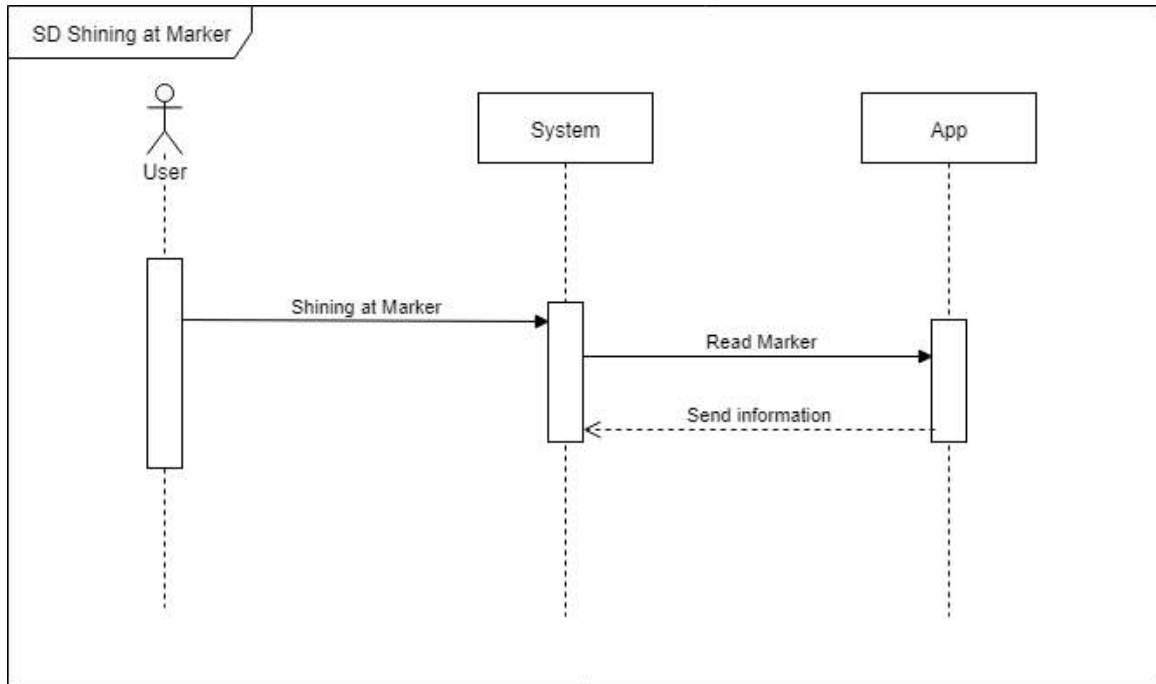 SD Shining at Marker
User
System
App
Shining at Marker
Read Marker
Send information